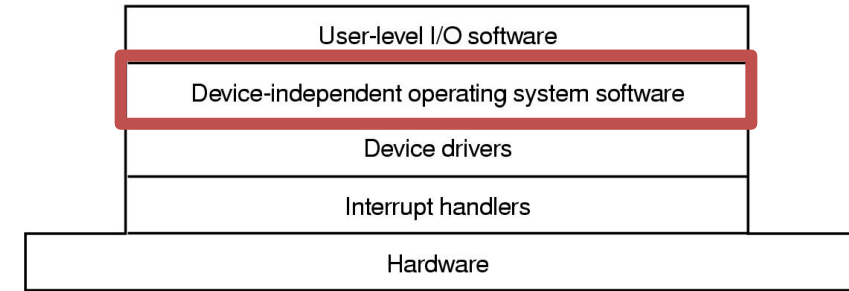 User-level I/O software
Device-independent operating system software
Device drivers
Interrupt handlers
Hardware